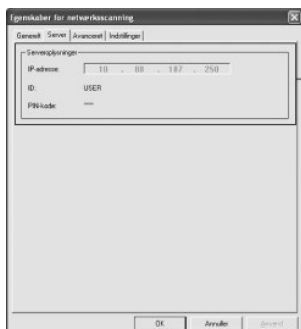 Egenskaber for netværksscanning
Generelt Server Avanceret Indstillinger
Serveroplysninger
IP-adresse: 10 . 88 . 187 . 250
ID: USER
PIN-kode: ****
OK Annuller Anvend